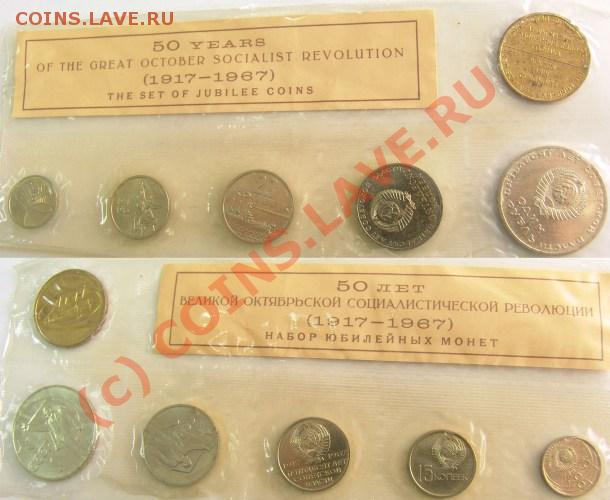 COINS.LAVE.RU
50 YEARS
OF THE GREAT OCTOBER SOCIALIST REVOLUTION
(1917—1967)
THE SET OF JUBILEE COINS
50 ЛЕТ
ВЕЛИКОЙ ОКТЯБРЬСКОЙ СОЦИАЛИСТИЧЕСКОЙ РЕВОЛЮЦИИ
(1917—1967)
НАБОР ЮБИЛЕЙНЫХ МОНЕТ
15
КОПЕЕК
(c) COINS.LAVE.RU